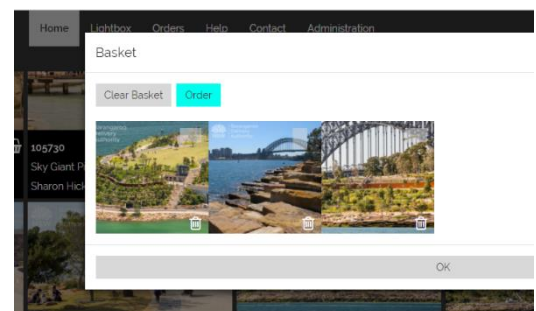 Home Lightbox Orders Help Contact Administration
Basket
Clear Basket Order
105730
Sky Giant P
Sharon Hick
OK